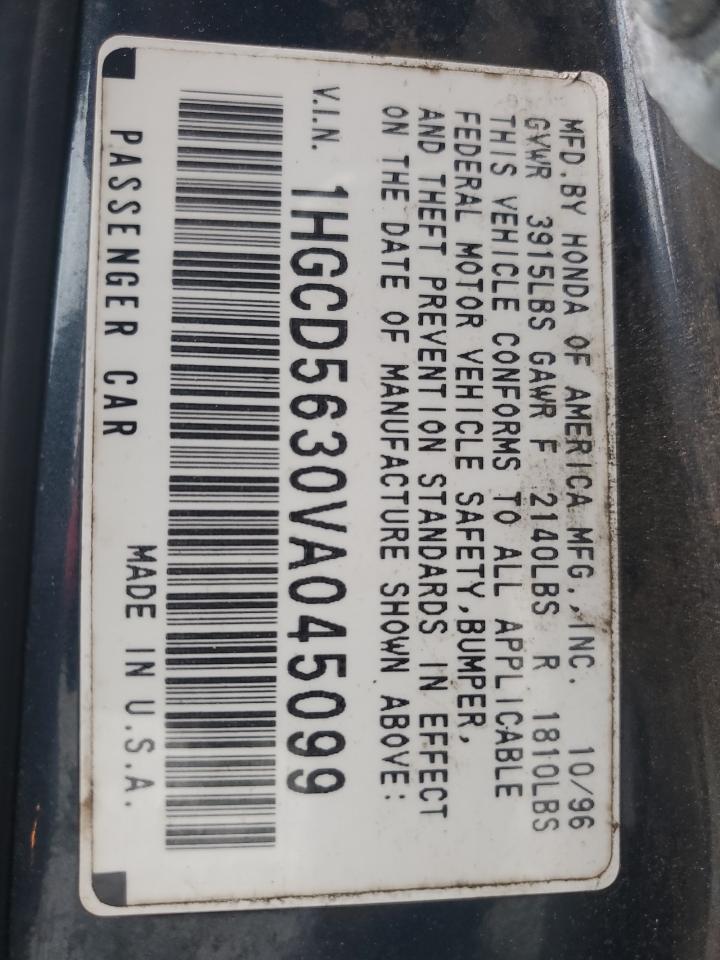 MFD.BY HONDA OF AMERICA MFG.,INC. 10/96
GVWR 3915LBS GAWR F 2140LBS R 1810LBS
THIS VEHICLE CONFORMS TO ALL APPLICABLE
FEDERAL MOTOR VEHICLE SAFETY,BUMPER,
AND THEFT PREVENTION STANDARDS IN EFFECT
ON THE DATE OF MANUFACTURE SHOWN ABOVE:
V.I.N. 1HGCD5630VA045099
PASSENGER CAR MADE IN U.S.A.